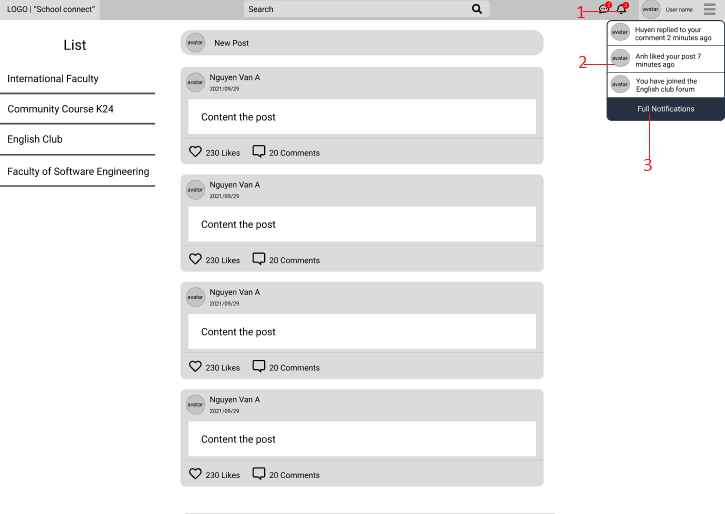 LOGO | "School connect"
Search
1
avatar
User name
List
International Faculty
Community Course K24
English Club
Faculty of Software Engineering
avatar
New Post
avatar
Nguyen Van A
2021/09/29
Content the post
230 Likes
20 Comments
avatar
Nguyen Van A
2021/09/29
Content the post
230 Likes
20 Comments
avatar
Nguyen Van A
2021/09/29
Content the post
230 Likes
20 Comments
avatar
Nguyen Van A
2021/09/29
Content the post
230 Likes
20 Comments
avatar
Huyen replied to your
comment 2 minutes ago
2
avatar
Anh liked your post 7
minutes ago
avatar
You have joined the
English club forum
Full Notifications
3